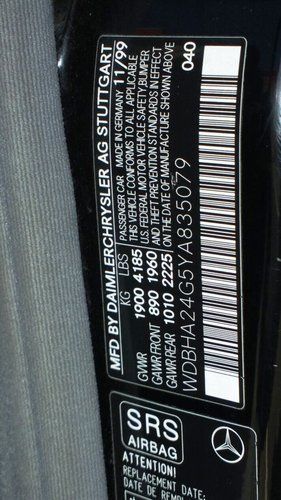 MFD BY DAIMLERCHRYSLER AG STUTTGART
PASSENGER CAR MADE IN GERMANY 11/99
THIS VEHICLE CONFORMS TO ALL APPLICABLE
U.S. FEDERAL MOTOR VEHICLE SAFETY/BUMPER
AND THEFT PREVENTION STANDARDS IN EFFECT
ON THE DATE OF MANUFACTURE SHOWN ABOVE
KG LBS
GVWR 1900 4185
GAWR FRONT 890 1960
GAWR REAR 1010 2225
040
WDBHA24G5YA835079
SRS
AIRBAG
ATTENTION!
REPLACEMENT DATE